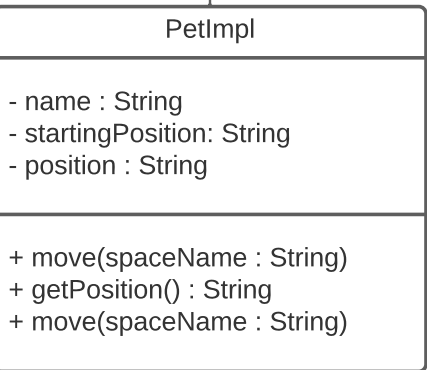 PetImpl
- name : String
- startingPosition: String
- position : String
+ move(spaceName : String)
+ getPosition() : String
+ move(spaceName : String)